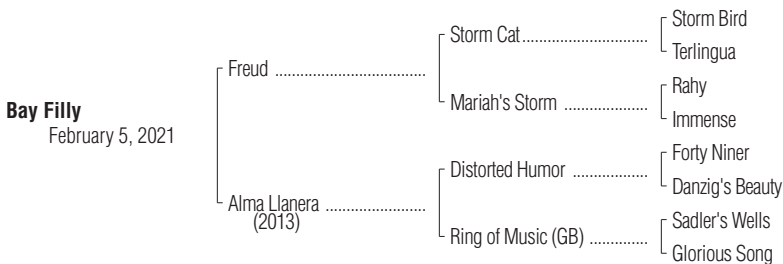 Bay Filly
February 5, 2021
Freud ..........................................
Alma Llanera ............................
(2013)
Storm Cat...................................
Mariah's Storm .......................
Distorted Humor .....................
Ring of Music (GB) ................
Storm Bird
Terlingua
Rahy
Immense
Forty Niner
Danzig's Beauty
Sadler's Wells
Glorious Song